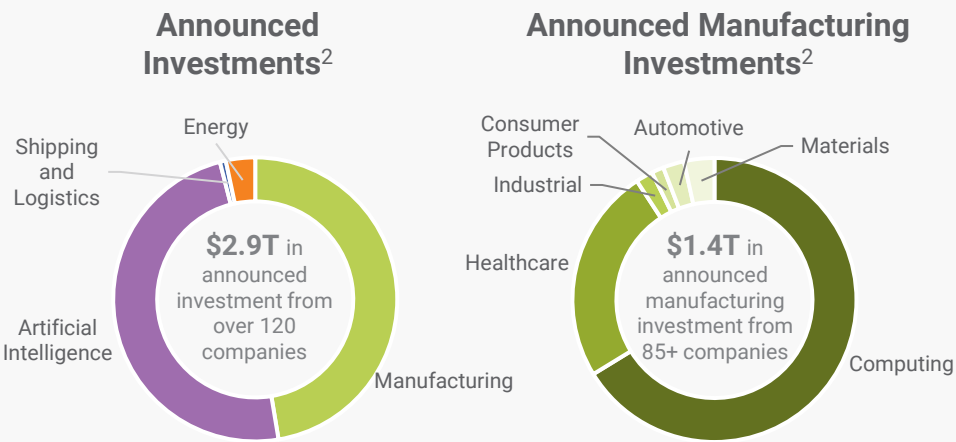 Announced
Investments2
Energy
Shipping
and
Logistics
$2.9T in
announced
investment from
over 120
companies
Artificial
Intelligence
Manufacturing
Announced Manufacturing
Investments2
Consumer
Products
Automotive
Materials
Industrial
Healthcare
$1.4T in
announced
manufacturing
investment from
85+ companies
Computing